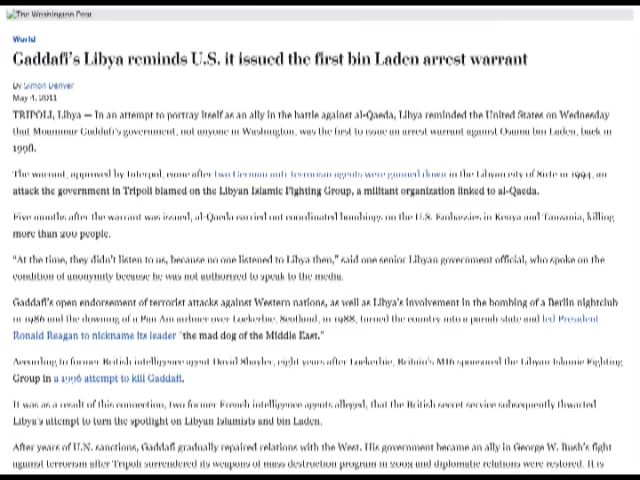 The Washington Post
World
Gaddafi's Libya reminds U.S. it issued the first bin Laden arrest warrant
By Simon Denyer
May 4, 2011
TRIPOLI, Libya — In an attempt to portray itself as an ally in the battle against al-Qaeda, Libya reminded the United States on Wednesday
that Moammar Gaddafi's government, not anyone in Washington, was the first to issue an arrest warrant against Osama bin Laden, back in
1998.
The warrant, approved by Interpol, came after two German anti-terrorism agents were gunned down in the Libyan city of Sirte in 1994, an
attack the government in Tripoli blamed on the Libyan Islamic Fighting Group, a militant organization linked to al-Qaeda.
Five months after the warrant was issued, al-Qaeda carried out coordinated bombings on the U.S. Embassies in Kenya and Tanzania, killing
more than 200 people.
"At the time, they didn't listen to us, because no one listened to Libya then," said one senior Libyan government official, who spoke on the
condition of anonymity because he was not authorized to speak to the media.
Gaddafi's open endorsement of terrorist attacks against Western nations, as well as Libya's involvement in the bombing of a Berlin nightclub
in 1986 and the downing of a Pan Am airliner over Lockerbie, Scotland, in 1988, turned the country into a pariah state and led President
Ronald Reagan to nickname its leader "the mad dog of the Middle East."
According to former British intelligence agent David Shayler, eight years after Lockerbie, Britain's MI6 sponsored the Libyan Islamic Fighting
Group in a 1996 attempt to kill Gaddafi.
It was as a result of this connection, two former French intelligence agents alleged, that the British secret service subsequently thwarted
Libya's attempt to turn the spotlight on Libyan Islamists and bin Laden.
After years of U.N. sanctions, Gaddafi gradually repaired relations with the West. His government became an ally in George W. Bush's fight
against terrorism after Tripoli surrendered its weapons of mass destruction program in 2003 and diplomatic relations were restored. It is